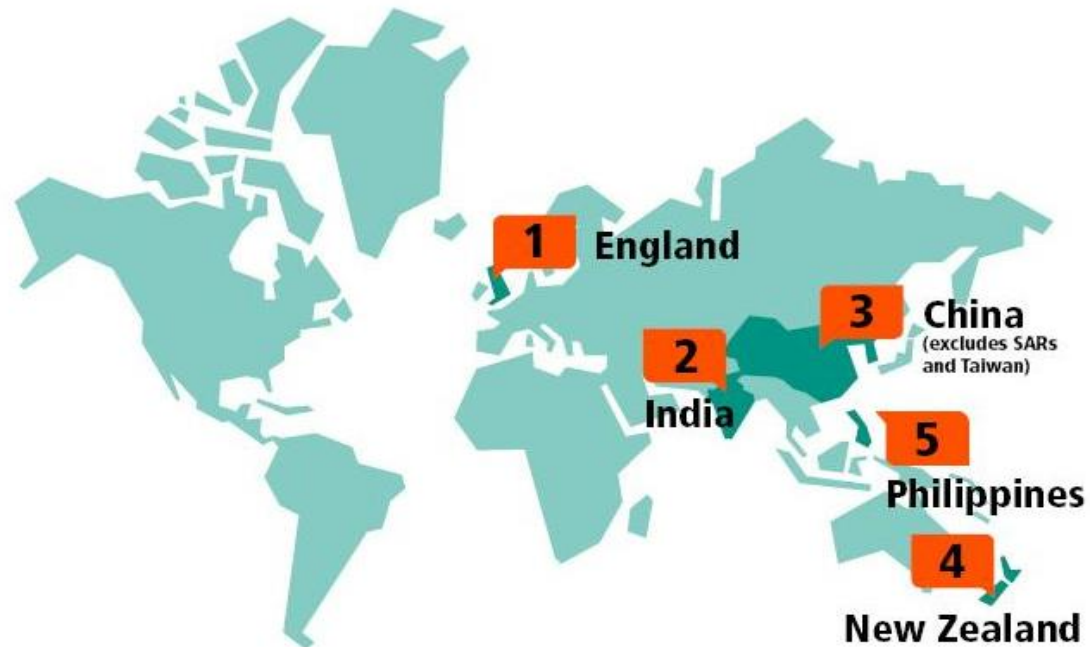 1 England
2
India
3 China
(excludes SARs
and Taiwan)
5
Philippines
4
New Zealand